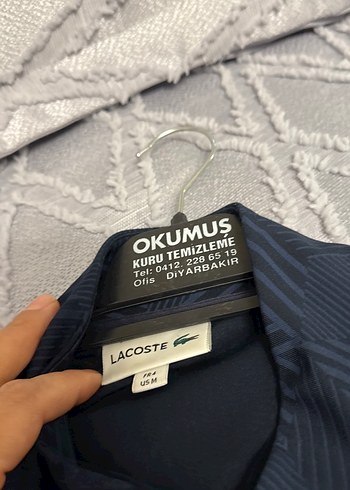 OKUMUŞ
KURU TEMİZLEME
Tel: 0412. 228 65 19
Ofis DİYARBAKIR
LACOSTE
FR4
US M